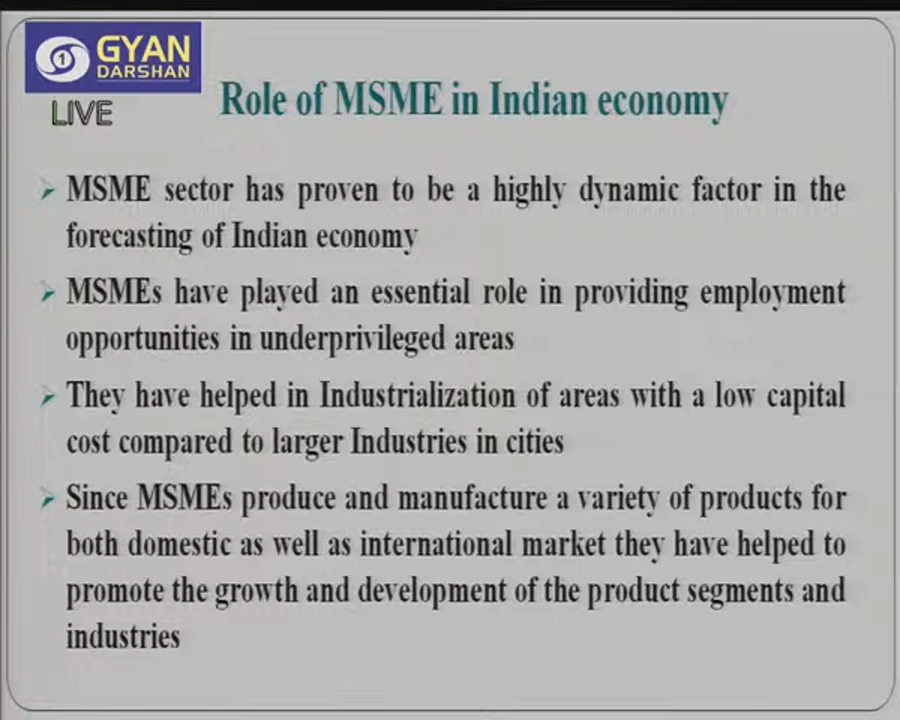 1
GYAN
DARSHAN
LIVE
Role of MSME in Indian economy
MSME sector has proven to be a highly dynamic factor in the
forecasting of Indian economy
MSMEs have played an essential role in providing employment
opportunities in underprivileged areas
They have helped in Industrialization of areas with a low capital
cost compared to larger Industries in cities
Since MSMEs produce and manufacture a variety of products for
both domestic as well as international market they have helped to
promote the growth and development of the product segments and
industries